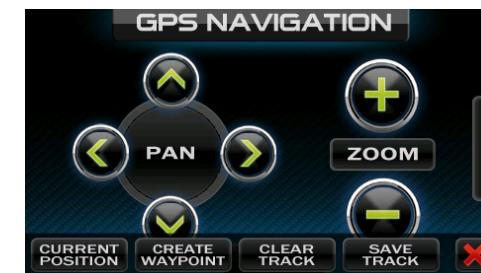 GPS NAVIGATION
PAN
ZOOM
CURRENT
POSITION
CREATE
WAYPOINT
CLEAR
TRACK
SAVE
TRACK